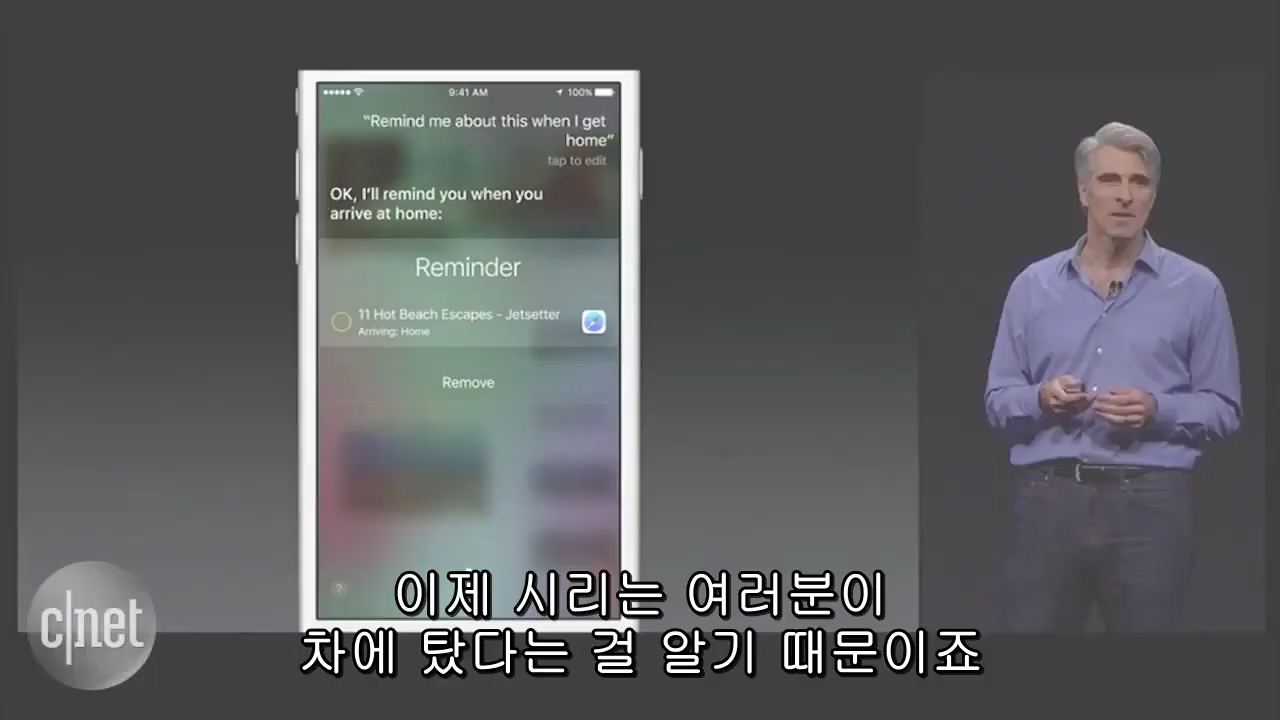 9:41 AM
100%
“Remind me about this when I get
home”
tap to edit
OK, I’ll remind you when you
arrive at home:
Reminder
11 Hot Beach Escapes - Jetsetter
Arriving: Home
Remove
?
c|net
이제 시리는 여러분이
차에 탔다는 걸 알기 때문이죠